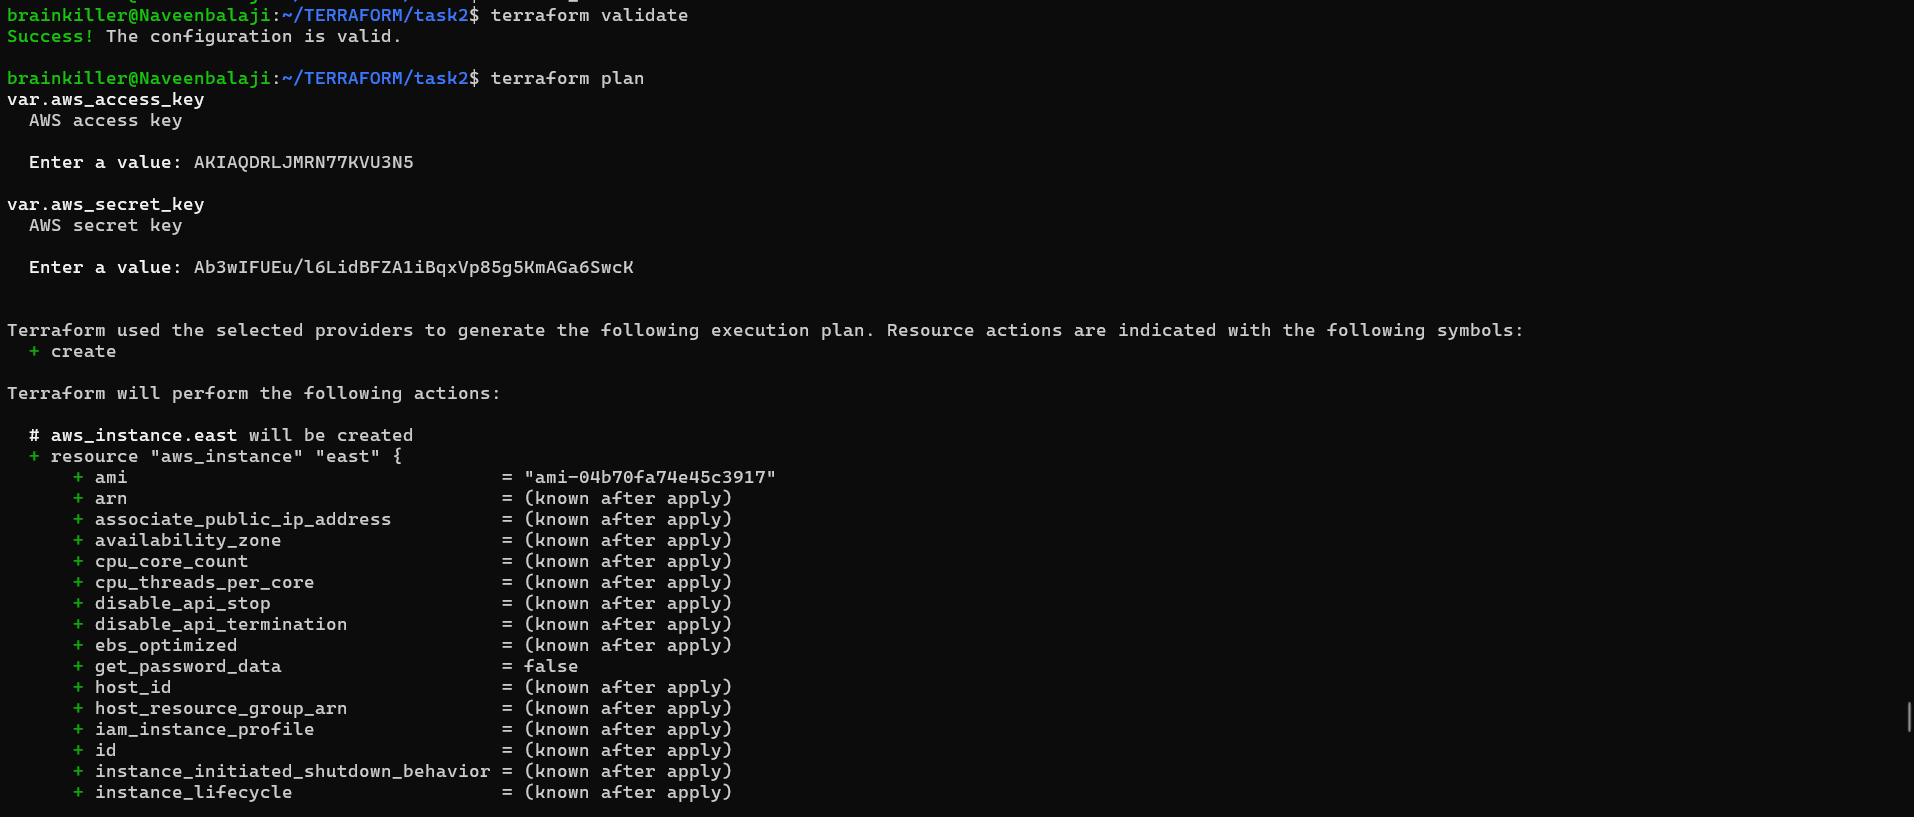 brainkiller@Naveenbalaji:~/TERRAFORM/task2$ terraform validate
Success! The configuration is valid.
brainkiller@Naveenbalaji:~/TERRAFORM/task2$ terraform plan
var.aws_access_key
AWS access key
Enter a value: AKIAQDRLJMRN77KVU3N5
var.aws_secret_key
AWS secret key
Enter a value: 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
Terraform used the selected providers to generate the following execution plan. Resource actions are indicated with the following symbols:
+ create
Terraform will perform the following actions:
# aws_instance.east will be created
+ resource "aws_instance" "east" {
+ ami = "ami-04b70fa74e45c3917"
+ arn = (known after apply)
+ associate_public_ip_address = (known after apply)
+ availability_zone = (known after apply)
+ cpu_core_count = (known after apply)
+ cpu_threads_per_core = (known after apply)
+ disable_api_stop = (known after apply)
+ disable_api_termination = (known after apply)
+ ebs_optimized = (known after apply)
+ get_password_data = false
+ host_id = (known after apply)
+ host_resource_group_arn = (known after apply)
+ iam_instance_profile = (known after apply)
+ id = (known after apply)
+ instance_initiated_shutdown_behavior = (known after apply)
+ instance_lifecycle = (known after apply)